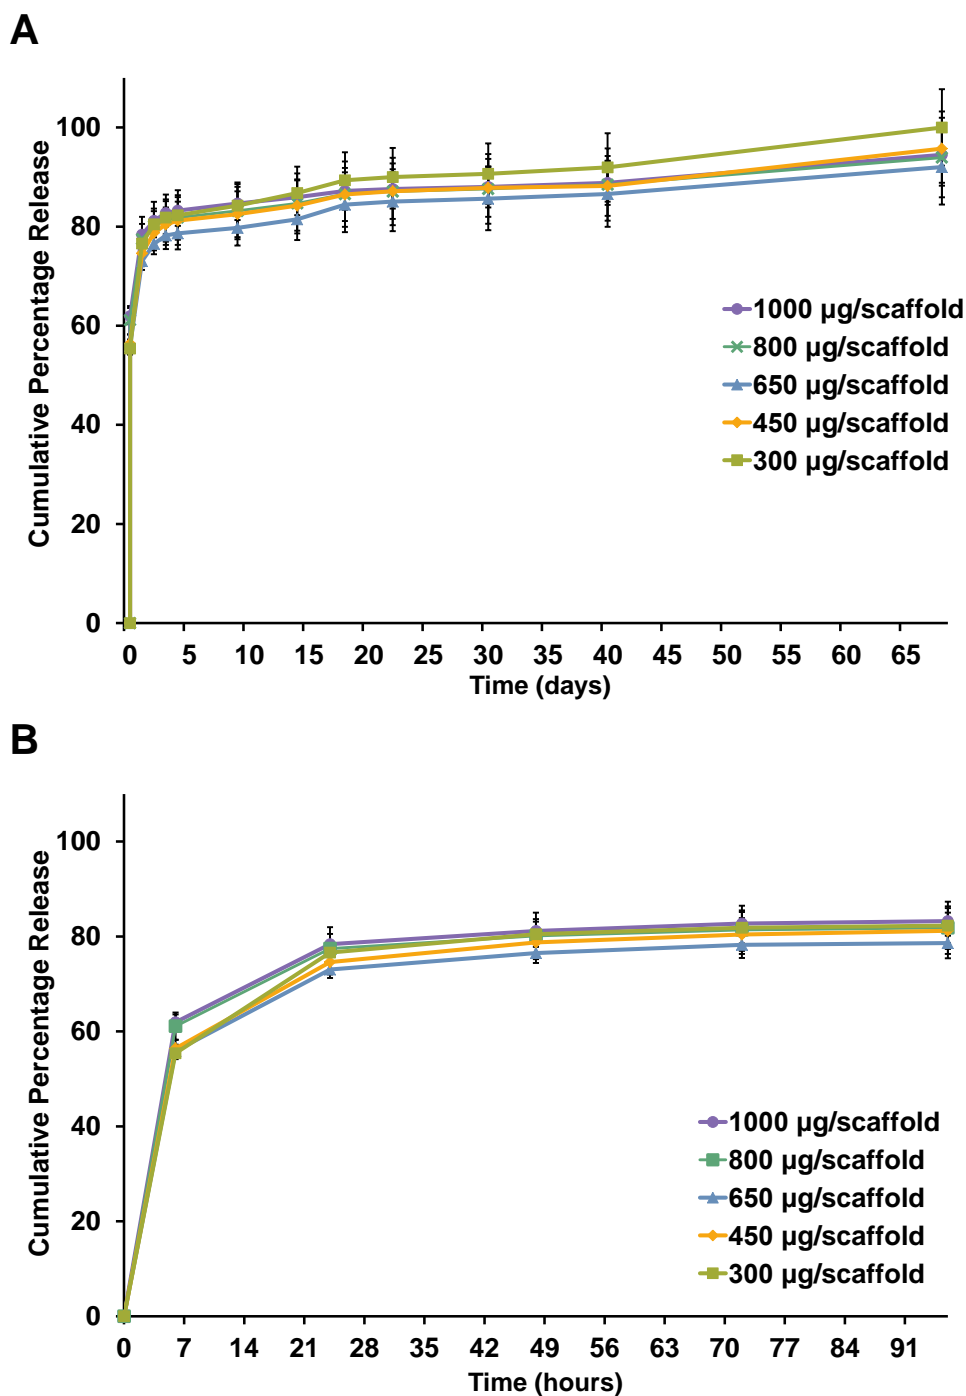 A
100
80
60
40
20
0
Cumulative Percentage Release
1000 µg/scaffold
800 µg/scaffold
650 µg/scaffold
450 µg/scaffold
300 µg/scaffold
0 5 10 15 20 25 30 35 40 45 50 55 60 65
Time (days)
B
100
80
60
40
20
0
Cumulative Percentage Release
1000 µg/scaffold
800 µg/scaffold
650 µg/scaffold
450 µg/scaffold
300 µg/scaffold
0 7 14 21 28 35 42 49 56 63 70 77 84 91
Time (hours)